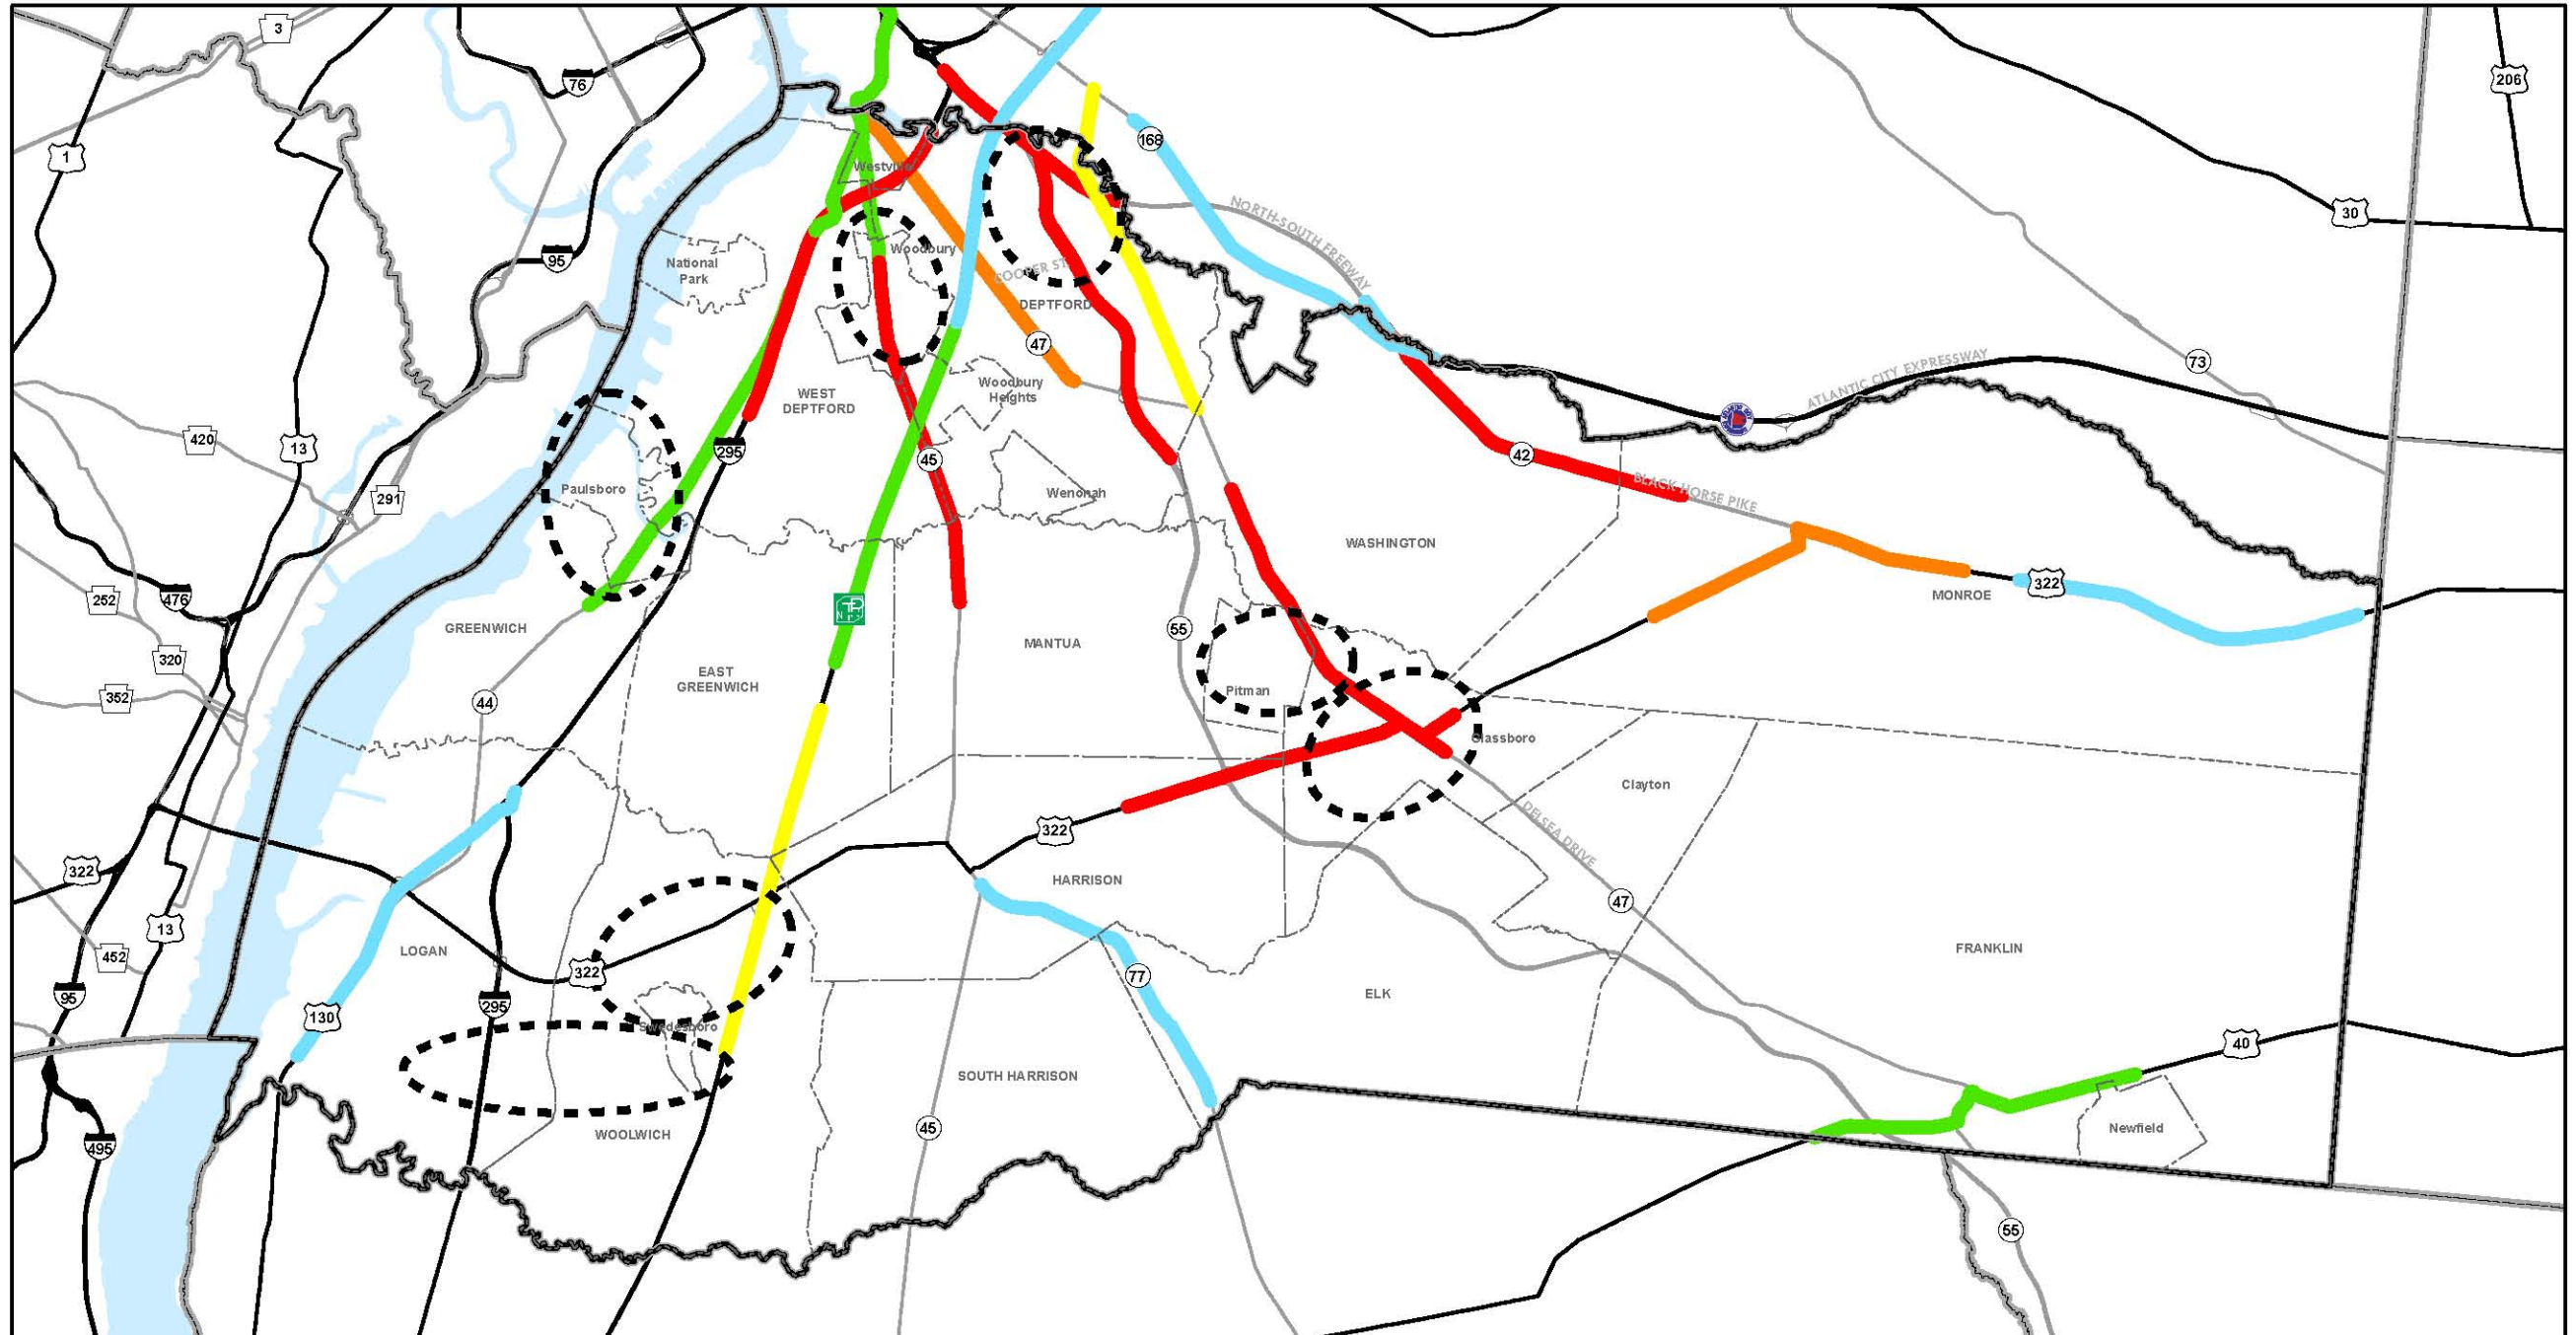 3
76
206
1
168
Westville
30
NORTH-SOUTH FREEWAY
95
National
Park
Woodbury
COOPER ST
DEPTFORD
47
73
ATLANTIC CITY EXPRESSWAY
WEST
DEPTFORD
Woodbury
Heights
420
13
295
45
42
291
Paulsboro
Wenonah
BLACK HORSE PIKE
WASHINGTON
252
476
322
MONROE
GREENWICH
55
MANTUA
320
EAST
GREENWICH
352
44
Pitman
Glassboro
Clayton
DELSEA DRIVE
322
322
HARRISON
47
13
452
LOGAN
322
77
FRANKLIN
95
295
130
ELK
Swedesboro
40
SOUTH HARRISON
45
WOOLWICH
Newfield
495
55